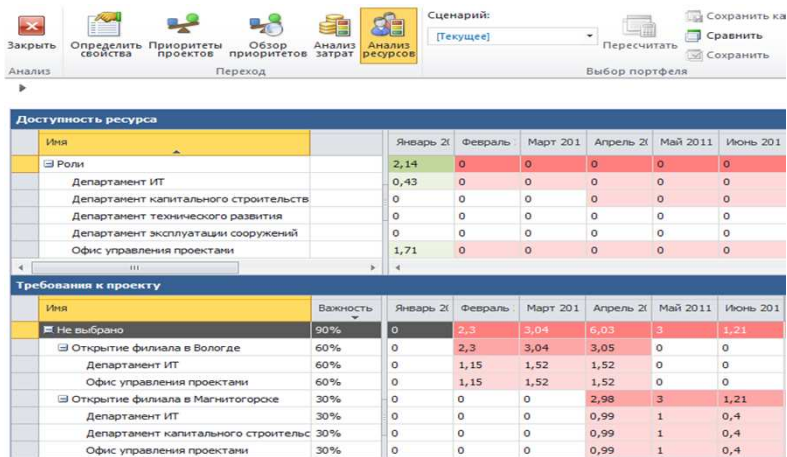 Сценарий:
Сохранить ка
[Текущее]
Сравнить
Закрыть Определить свойства Приоритеты проектов Обзор приоритетов Анализ затрат Анализ ресурсов Пересчитать Сохранить
Анализ Переход Выбор портфеля
Доступность ресурса
Имя Январь 2( Февраль : Март 201 Апрель 2( Май 2011 Июнь 201
Роли 2,14 0 0 0 0 0
Департамент ИТ 0,43 0 0 0 0 0
Департамент капитального строительств 0 0 0 0 0 0
Департамент технического развития 0 0 0 0 0 0
Департамент эксплуатации сооружений 0 0 0 0 0 0
Офис управления проектами 1,71 0 0 0 0 0
Требования к проекту
Имя Важность Январь 2( Февраль : Март 201 Апрель 2( Май 2011 Июнь 201
Не выбрано 90% 0 2,3 3,04 6,03 3 1,21
Открытие филиала в Вологде 60% 0 2,3 3,04 3,05 0 0
Департамент ИТ 60% 0 1,15 1,52 1,52 0 0
Офис управления проектами 60% 0 1,15 1,52 1,52 0 0
Открытие филиала в Магнитогорске 30% 0 0 0 2,98 3 1,21
Департамент ИТ 30% 0 0 0 0,99 1 0,4
Департамент капитального строительс 30% 0 0 0 0,99 1 0,4
Офис управления проектами 30% 0 0 0 0,99 1 0,4